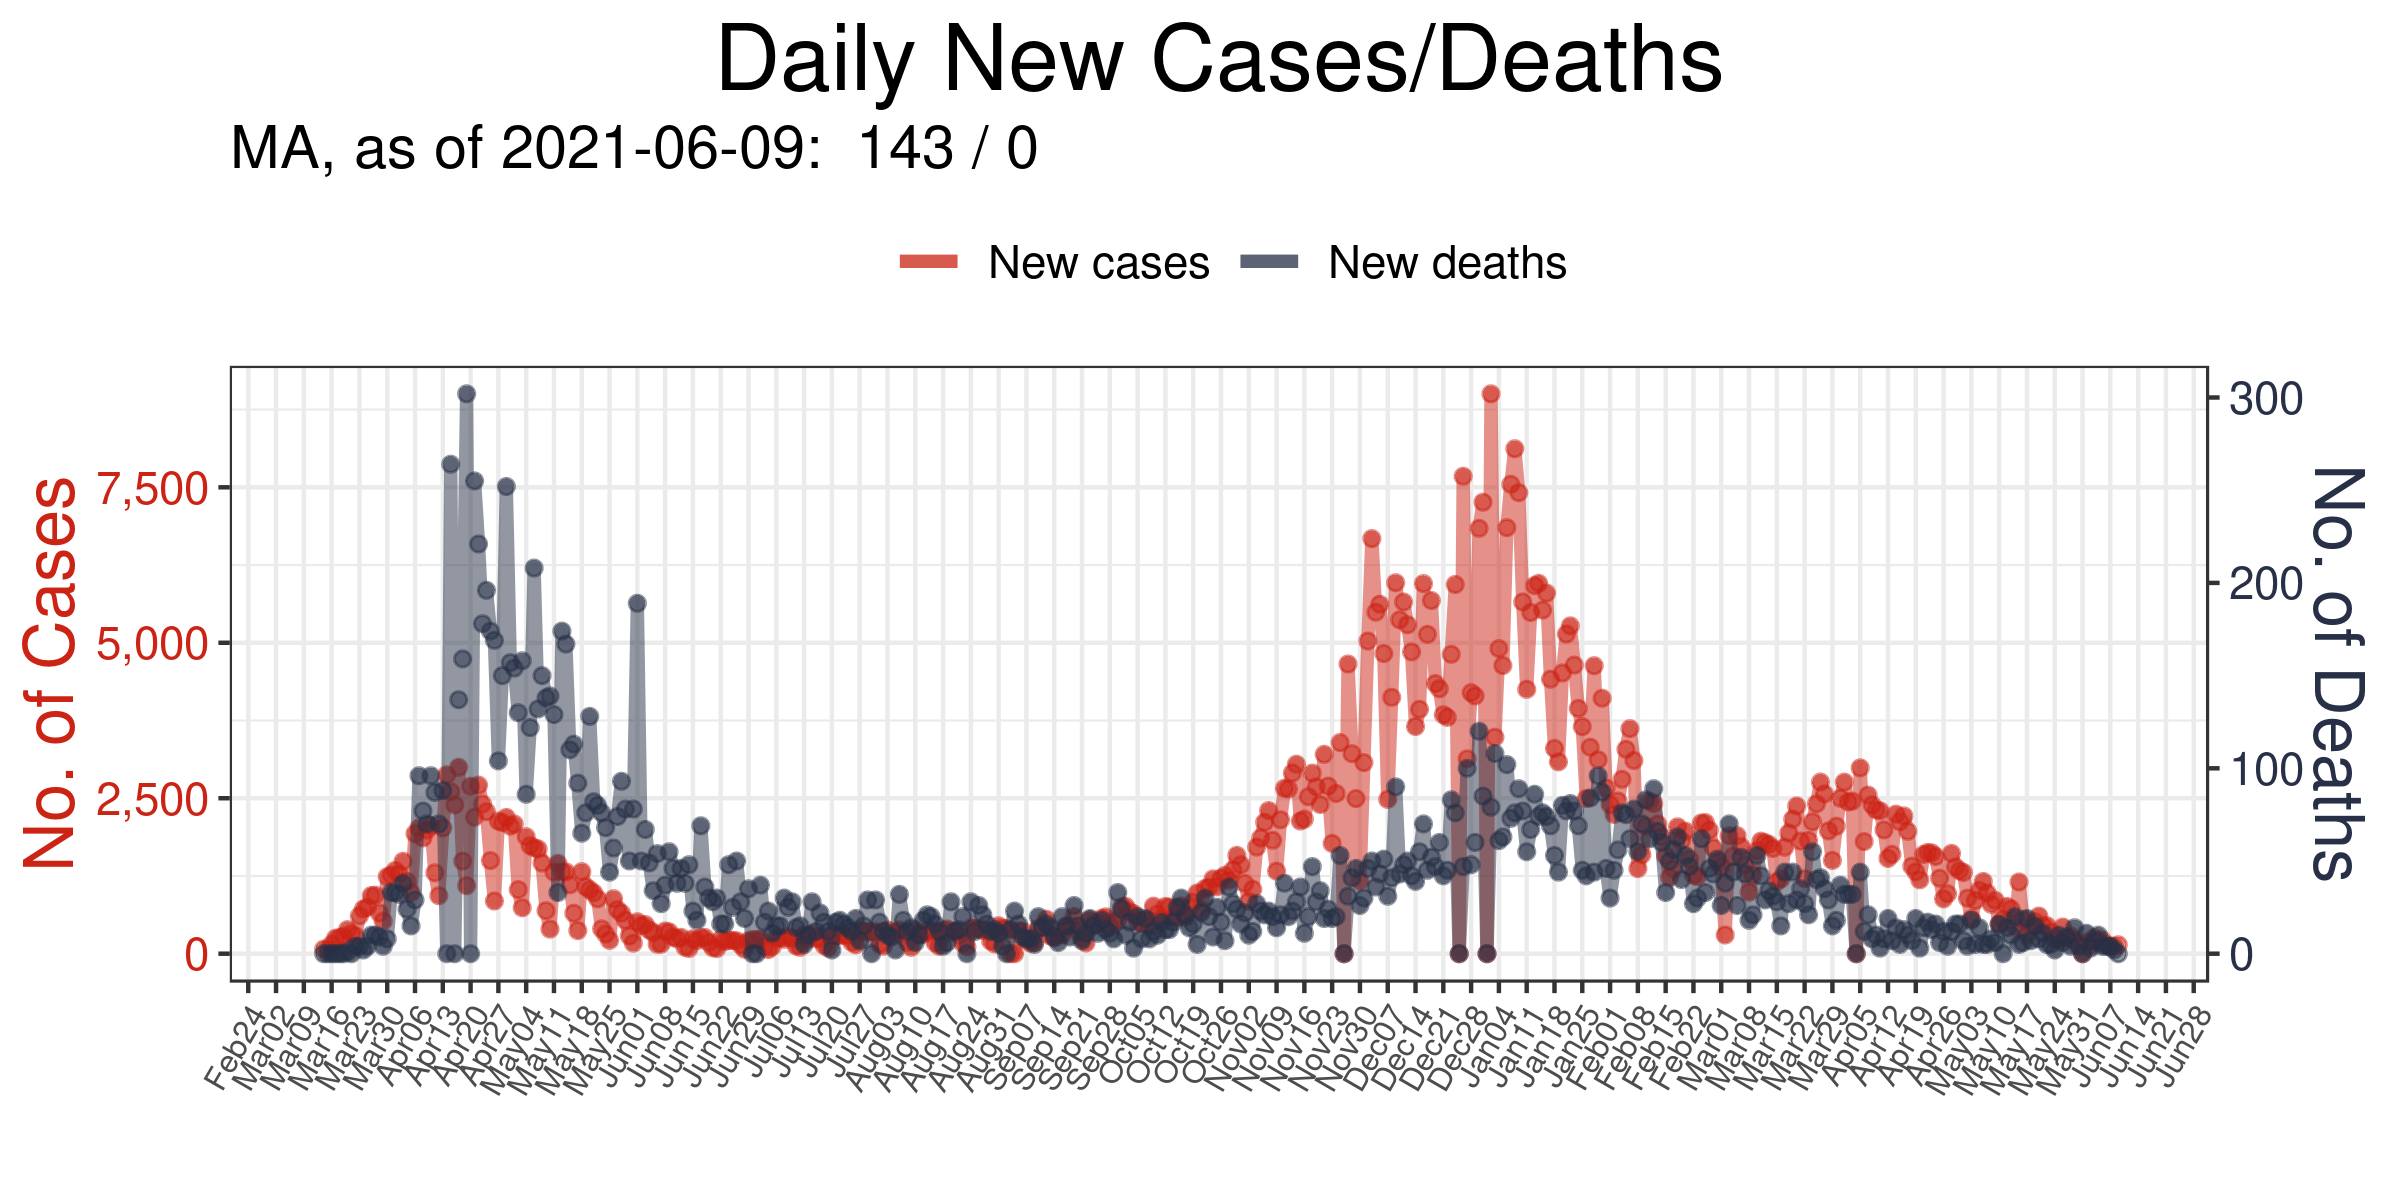 Daily New Cases/Deaths
MA, as of 2021-06-09:  143 / 0
New cases
New deaths
No. of Cases
7,500
5,000
2,500
0
300
200
100
0
No. of Deaths
Feb24
Mar02
Mar09
Mar16
Mar23
Mar30
Apr06
Apr13
Apr20
Apr27
May04
May11
May18
May25
Jun01
Jun08
Jun15
Jun22
Jun29
Jul06
Jul13
Jul20
Jul27
Aug03
Aug10
Aug17
Aug24
Aug31
Sep07
Sep14
Sep21
Sep28
Oct05
Oct12
Oct19
Oct26
Nov02
Nov09
Nov16
Nov23
Nov30
Dec07
Dec14
Dec21
Dec28
Jan04
Jan11
Jan18
Jan25
Feb01
Feb08
Feb15
Feb22
Mar01
Mar08
Mar15
Mar22
Mar29
Apr05
Apr12
Apr19
Apr26
May03
May10
May17
May24
May31
Jun07
Jun14
Jun21
Jun28